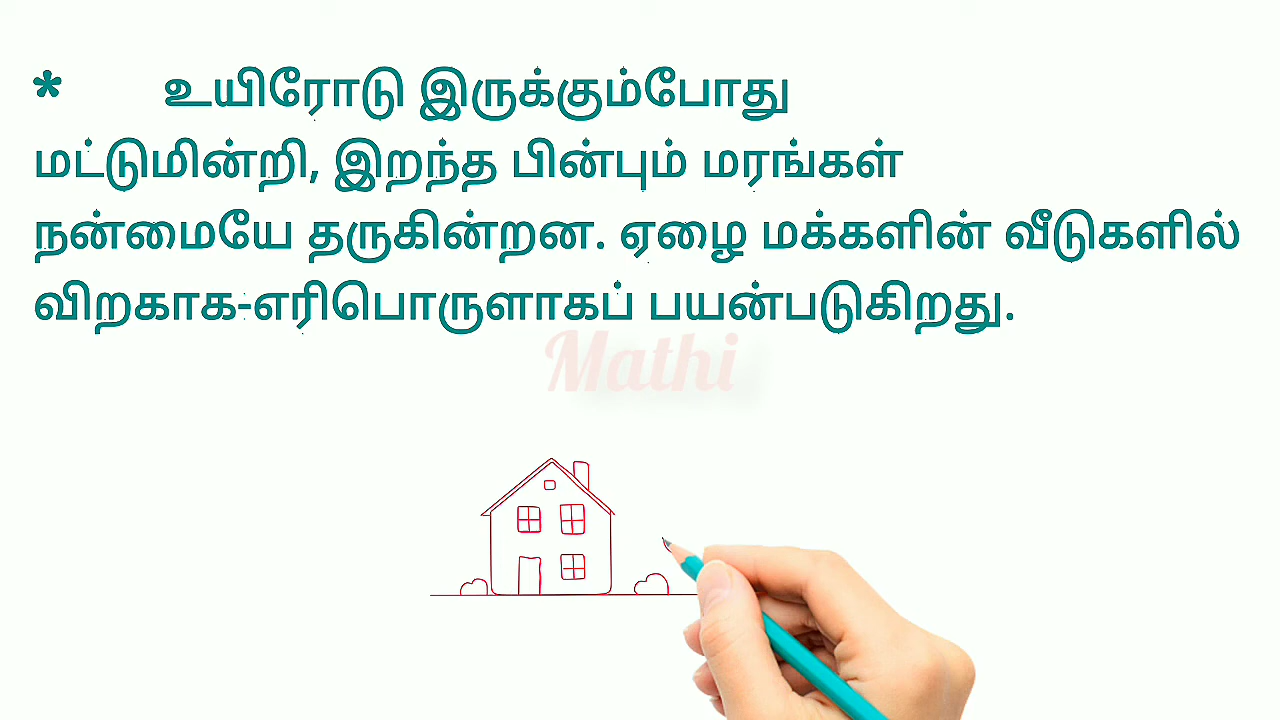 * உயிரோடு இருக்கும்போது
மட்டுமின்றி, இறந்த பின்பும் மரங்கள்
நன்மையே தருகின்றன. ஏழை மக்களின் வீடுகளில்
விறகாக-எரிபொருளாகப் பயன்படுகிறது.
Mathi